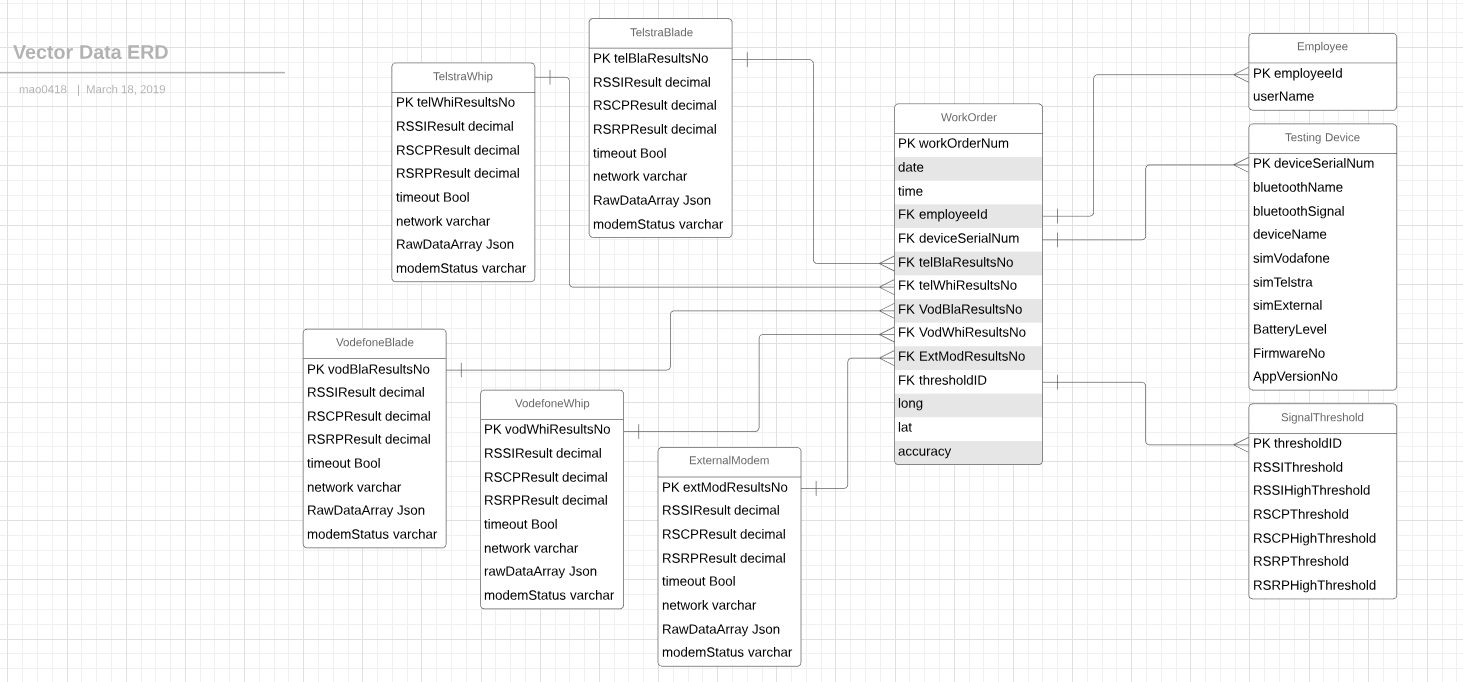 Vector Data ERD
mao0418 | March 18, 2019
TelstraWhip
PK telWhiResultsNo
RSSIResult decimal
RSCPResult decimal
RSRPResult decimal
timeout Bool
network varchar
RawDataArray Json
modemStatus varchar
TelstraBlade
PK telBlaResultsNo
RSSIResult decimal
RSCPResult decimal
RSRPResult decimal
timeout Bool
network varchar
RawDataArray Json
modemStatus varchar
VodefoneBlade
PK vodBlaResultsNo
RSSIResult decimal
RSCPResult decimal
RSRPResult decimal
timeout Bool
network varchar
RawDataArray Json
modemStatus varchar
VodefoneWhip
PK vodWhiResultsNo
RSSIResult decimal
RSCPResult decimal
RSRPResult decimal
timeout Bool
network varchar
rawDataArray Json
modemStatus varchar
ExternalModem
PK extModResultsNo
RSSIResult decimal
RSCPResult decimal
RSRPResult decimal
timeout Bool
network varchar
RawDataArray Json
modemStatus varchar
WorkOrder
PK workOrderNum
date
time
FK employeeId
FK deviceSerialNum
FK telBlaResultsNo
FK telWhiResultsNo
FK VodBlaResultsNo
FK VodWhiResultsNo
FK ExtModResultsNo
FK thresholdID
long
lat
accuracy
Employee
PK employeeId
userName
Testing Device
PK deviceSerialNum
bluetoothName
bluetoothSignal
deviceName
simVodafone
simTelstra
simExternal
BatteryLevel
FirmwareNo
AppVersionNo
SignalThreshold
PK thresholdID
RSSIThreshold
RSSIHighThreshold
RSCPThreshold
RSCPHighThreshold
RSRPThreshold
RSRPHighThreshold